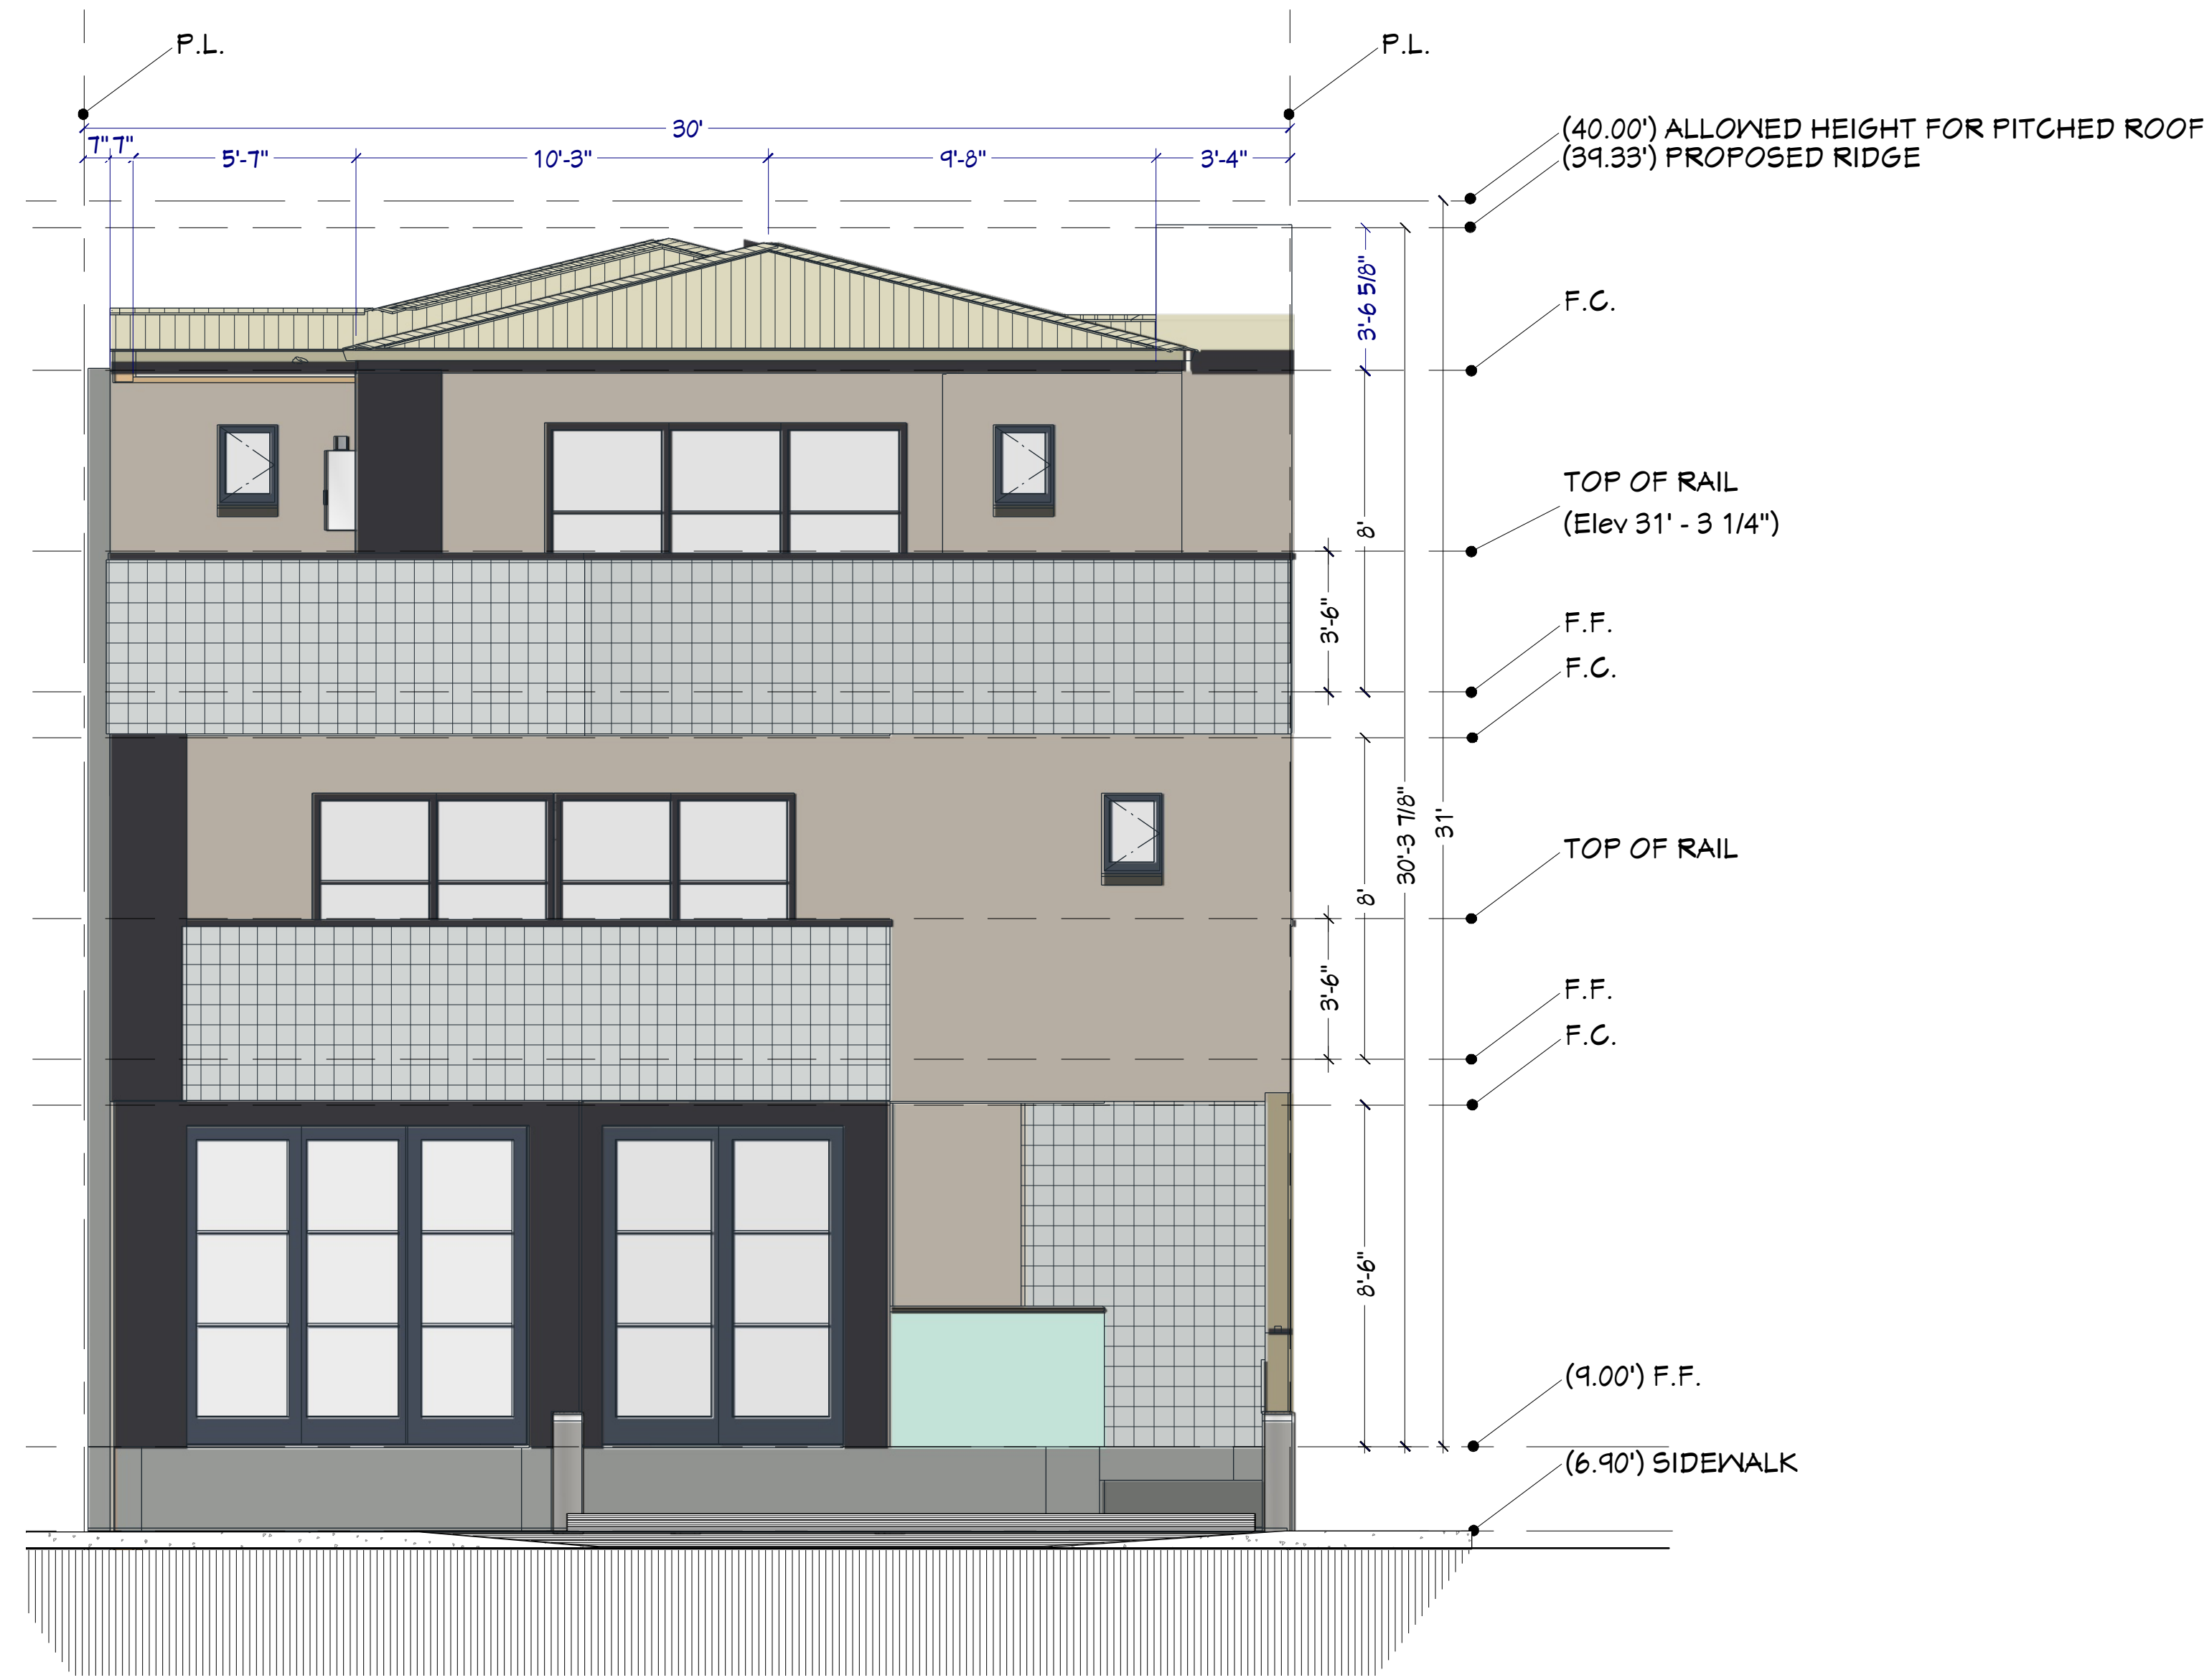 P.L.
P.L.
30'
7" 7" 5'-7" 10'-3" 9'-8" 3'-4"
(40.00') ALLOWED HEIGHT FOR PITCHED ROOF
(39.33') PROPOSED RIDGE
3'-6 5/8"
F.C.
TOP OF RAIL
(Elev 31' - 3 1/4")
8'
3'-6"
F.F.
F.C.
30'-3 7/8"
31'
TOP OF RAIL
8'
3'-6"
F.F.
F.C.
8'-6"
(9.00') F.F.
(6.90') SIDEWALK